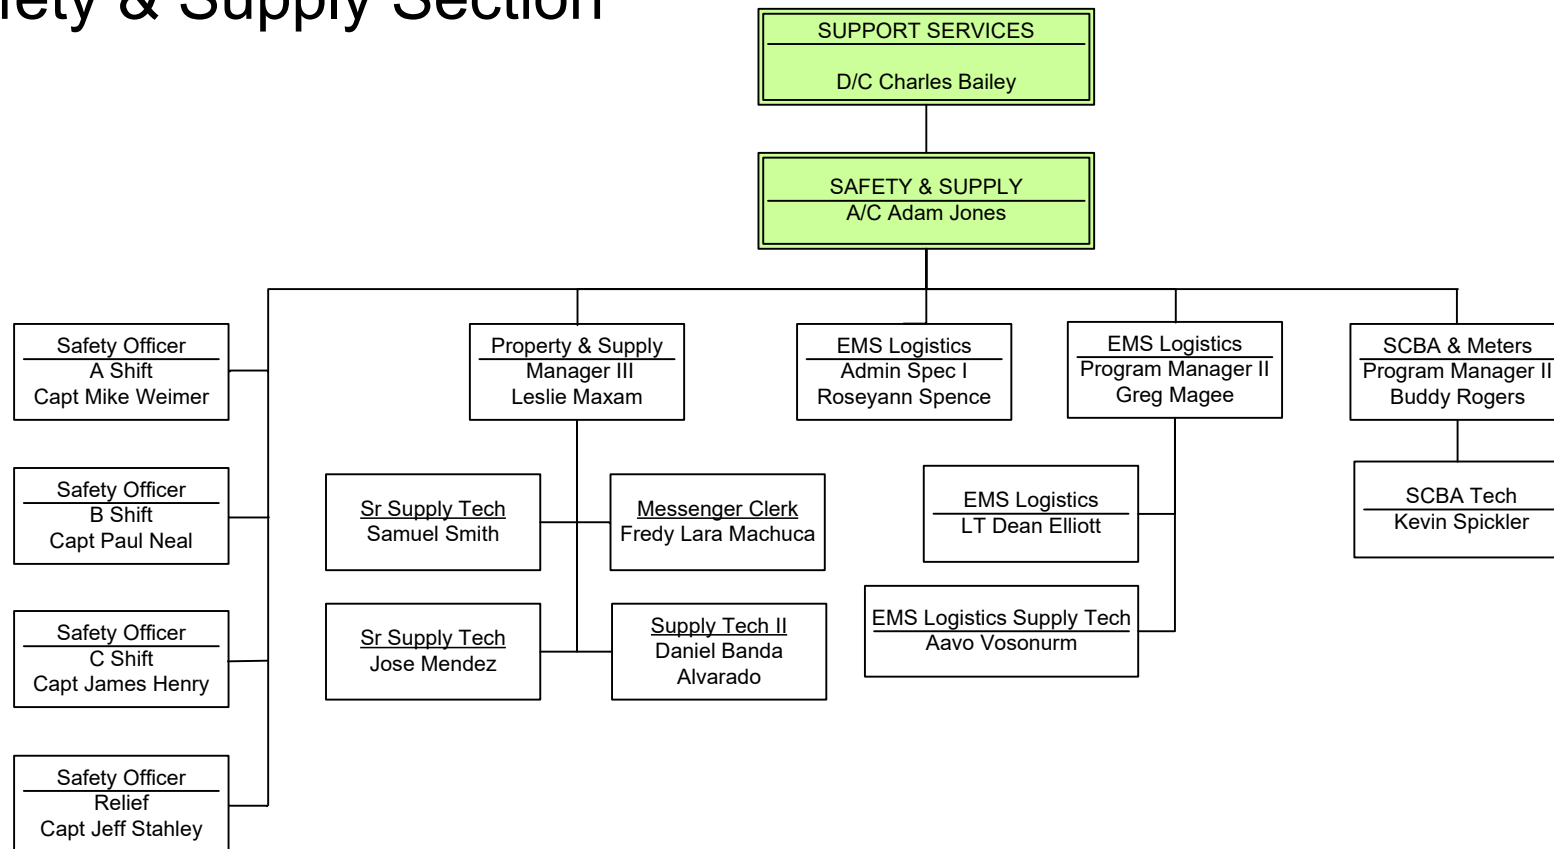 & Supply Section
SUPPORT SERVICES
D/C Charles Bailey
SAFETY & SUPPLY
A/C Adam Jones
Safety Officer
A Shift
Capt Mike Weimer
Property & Supply
Manager III
Leslie Maxam
EMS Logistics
Admin Spec I
Roseyann Spence
EMS Logistics
Program Manager II
Greg Magee
SCBA & Meters
Program Manager II
Buddy Rogers
Safety Officer
B Shift
Capt Paul Neal
Sr Supply Tech
Samuel Smith
Messenger Clerk
Fredy Lara Machuca
EMS Logistics
LT Dean Elliott
SCBA Tech
Kevin Spickler
Safety Officer
C Shift
Capt James Henry
Sr Supply Tech
Jose Mendez
Supply Tech II
Daniel Banda
Alvarado
EMS Logistics Supply Tech
Aavo Vosonurm
Safety Officer
Relief
Capt Jeff Stahley